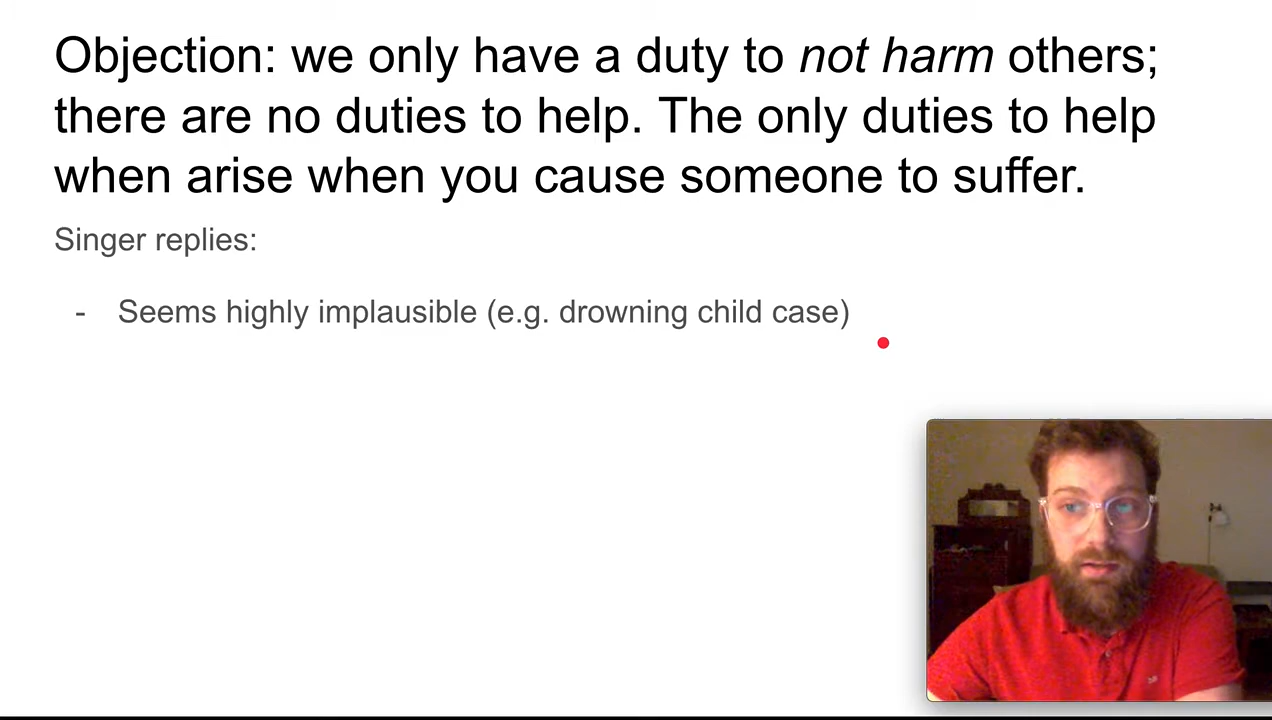 Objection: we only have a duty to not harm others;
there are no duties to help. The only duties to help
when arise when you cause someone to suffer.
Singer replies:
- Seems highly implausible (e.g. drowning child case)